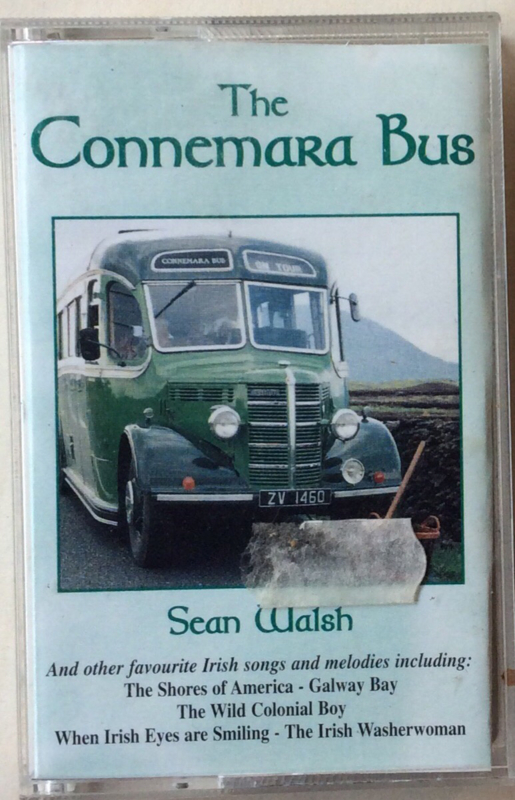 The
Connemara Bus
CONNEMARA BUS
ON TOUR
ZV 1460
Sean Walsh
And other favourite Irish songs and melodies including:
The Shores of America - Galway Bay
The Wild Colonial Boy
When Irish Eyes are Smiling - The Irish Washerwoman